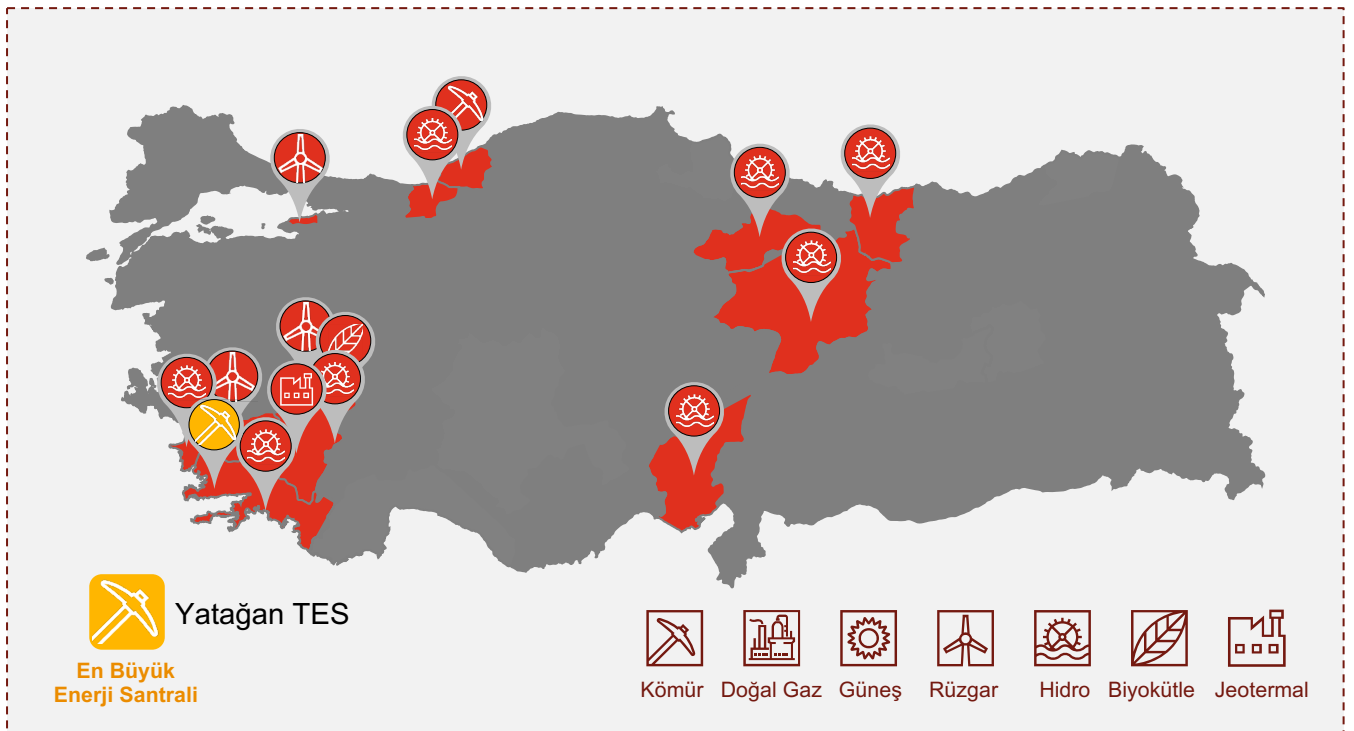 Yatağan TES
En Büyük
Enerji Santrali
Kömür
Doğal Gaz
Güneş
Rüzgar
Hidro
Biyokütle
Jeotermal